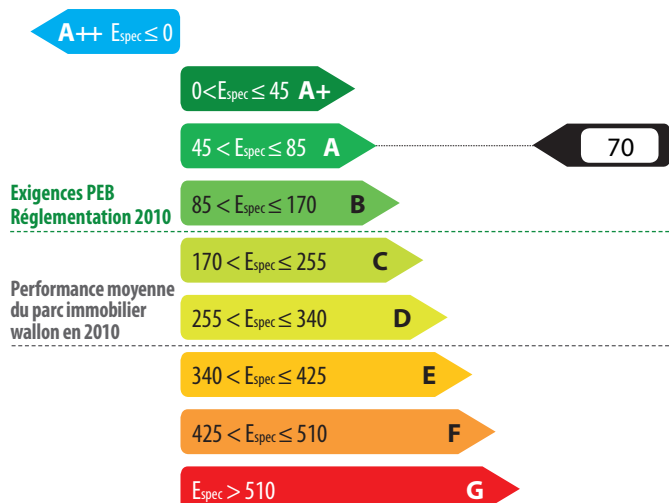 A++ Espec ≤ 0
0<Espec ≤ 45 A+
45 < Espec ≤ 85 A
70
Exigences PEB
Réglementation 2010
85 < Espec ≤ 170 B
170 < Espec ≤ 255 C
Performance moyenne
du parc immobilier
wallon en 2010
255 < Espec ≤ 340 D
340 < Espec ≤ 425 E
425 < Espec ≤ 510 F
Espec > 510 G